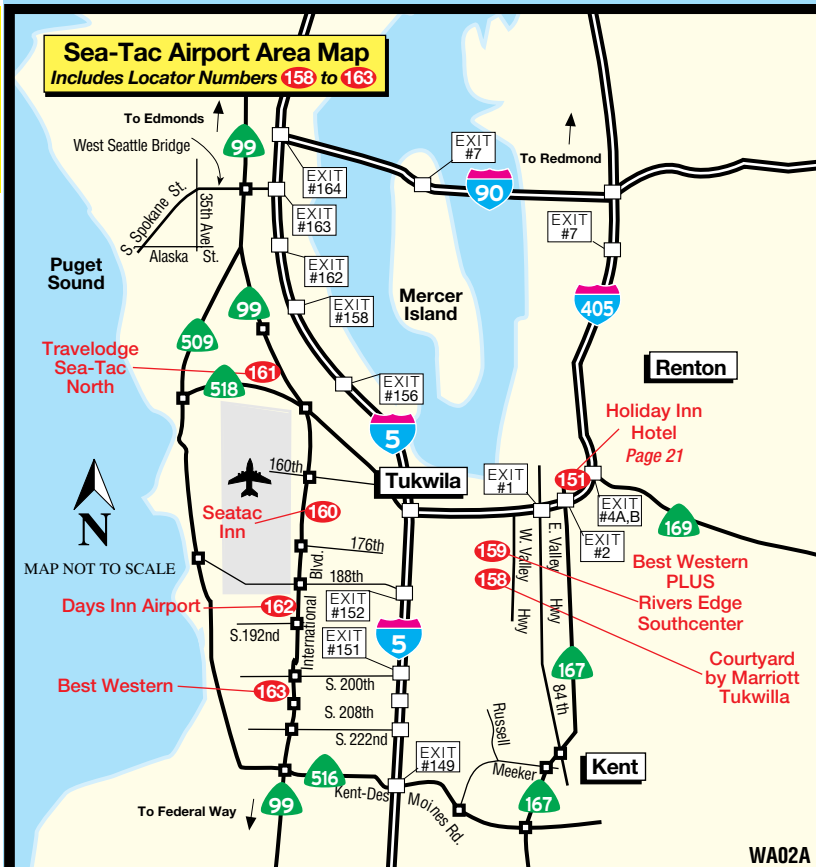 Sea-Tac Airport Area Map
Includes Locator Numbers 158 to 163
To Edmonds
West Seattle Bridge
99
EXIT
#164
EXIT
#7
To Redmond
90
S. Spokane St.
35th Ave
Alaska St.
EXIT
#163
EXIT
#162
EXIT
#7
Puget
Sound
99
EXIT
#158
Mercer
Island
405
509
Travelodge
Sea-Tac
North
161
518
EXIT
#156
Renton
5
Holiday Inn
Hotel
Page 21
151
160th
Tukwila
EXIT
#1
EXIT
#4A,B
EXIT
#2
169
N
MAP NOT TO SCALE
Seatac
Inn
160
176th
188th
International Blvd.
W. Valley Hwy
E. Valley Hwy
159
158
Best Western
PLUS
Rivers Edge
Southcenter
Days Inn Airport
162
EXIT
#152
S.192nd
EXIT
#151
5
Courtyard
by Marriott
Tukwilla
Best Western
163
S. 200th
S. 208th
S. 222nd
167
84 th
Russell
Meeker
Kent
EXIT
#149
516
Kent-Des Moines Rd.
To Federal Way
99
167
WA02A